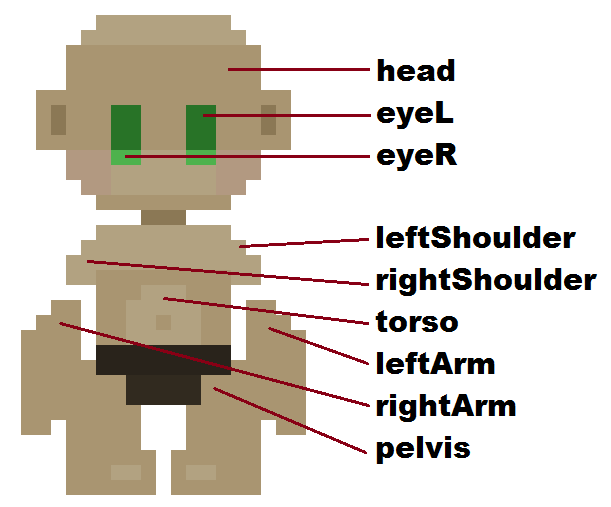 head
eyeL
eyeR
leftShoulder
rightShoulder
torso
leftArm
rightArm
pelvis